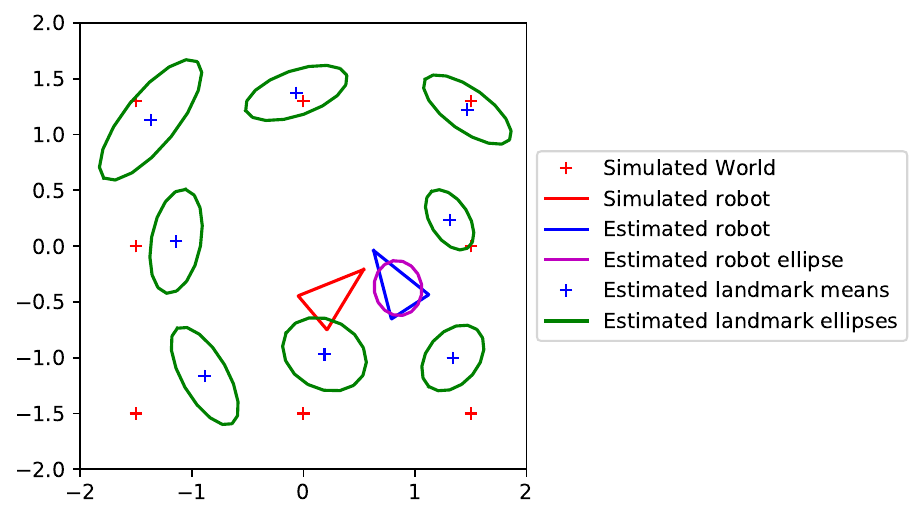 2.0
1.5
1.0
0.5
0.0
−0.5
−1.0
−1.5
−2.0
−2
−1
0
1
2
Simulated World
Simulated robot
Estimated robot
Estimated robot ellipse
Estimated landmark means
Estimated landmark ellipses